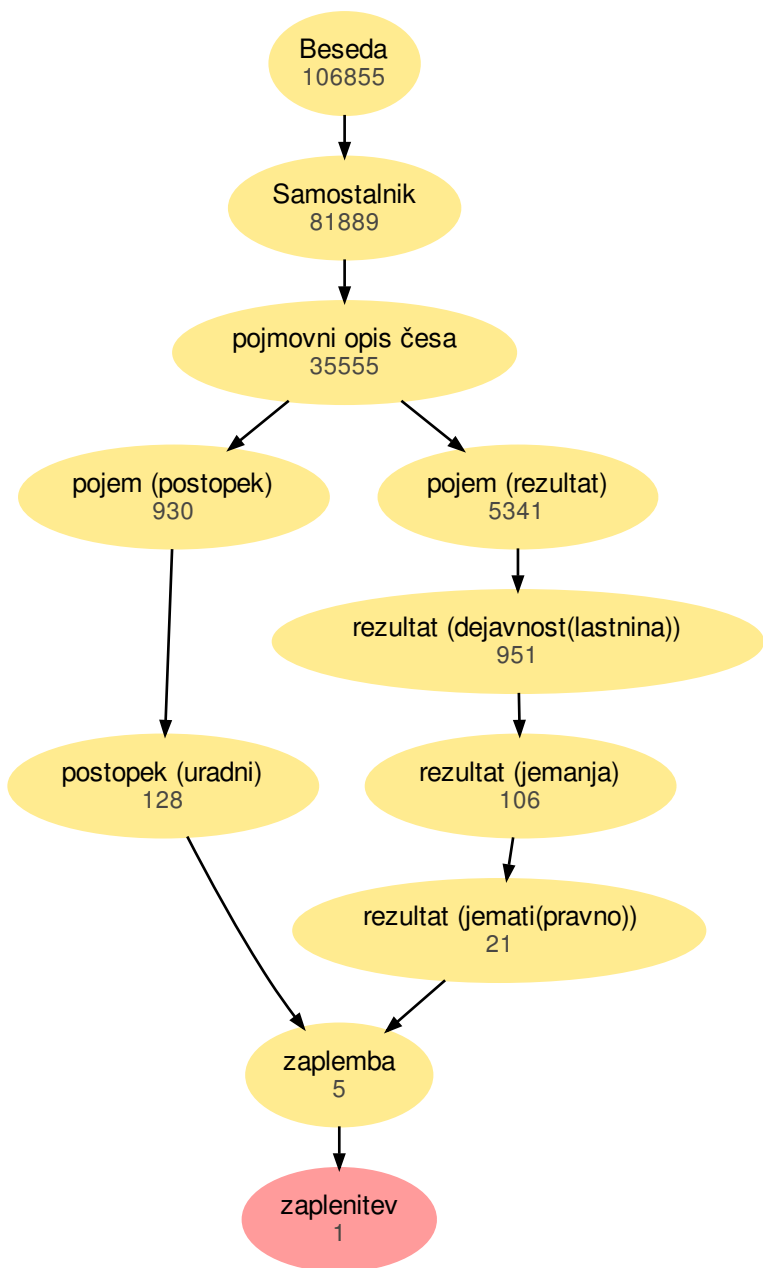 Beseda
106855
Samostalnik
81889
pojmovni opis česa
35555
pojem (postopek)
930
pojem (rezultat)
5341
rezultat (dejavnost(lastnina))
951
postopek (uradni)
128
rezultat (jemanja)
106
rezultat (jemati(pravno))
21
zaplemba
5
zaplenitev
1